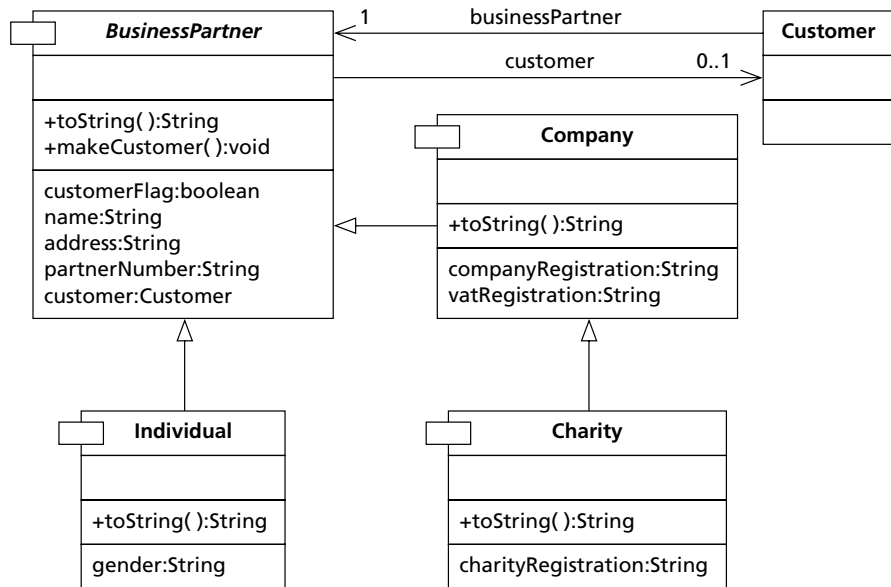 BusinessPartner
1 businessPartner
Customer
customer 0..1
+toString( ):String
+makeCustomer( ):void
customerFlag:boolean
name:String
address:String
partnerNumber:String
customer:Customer
Company
+toString( ):String
companyRegistration:String
vatRegistration:String
Individual
+toString( ):String
gender:String
Charity
+toString( ):String
charityRegistration:String